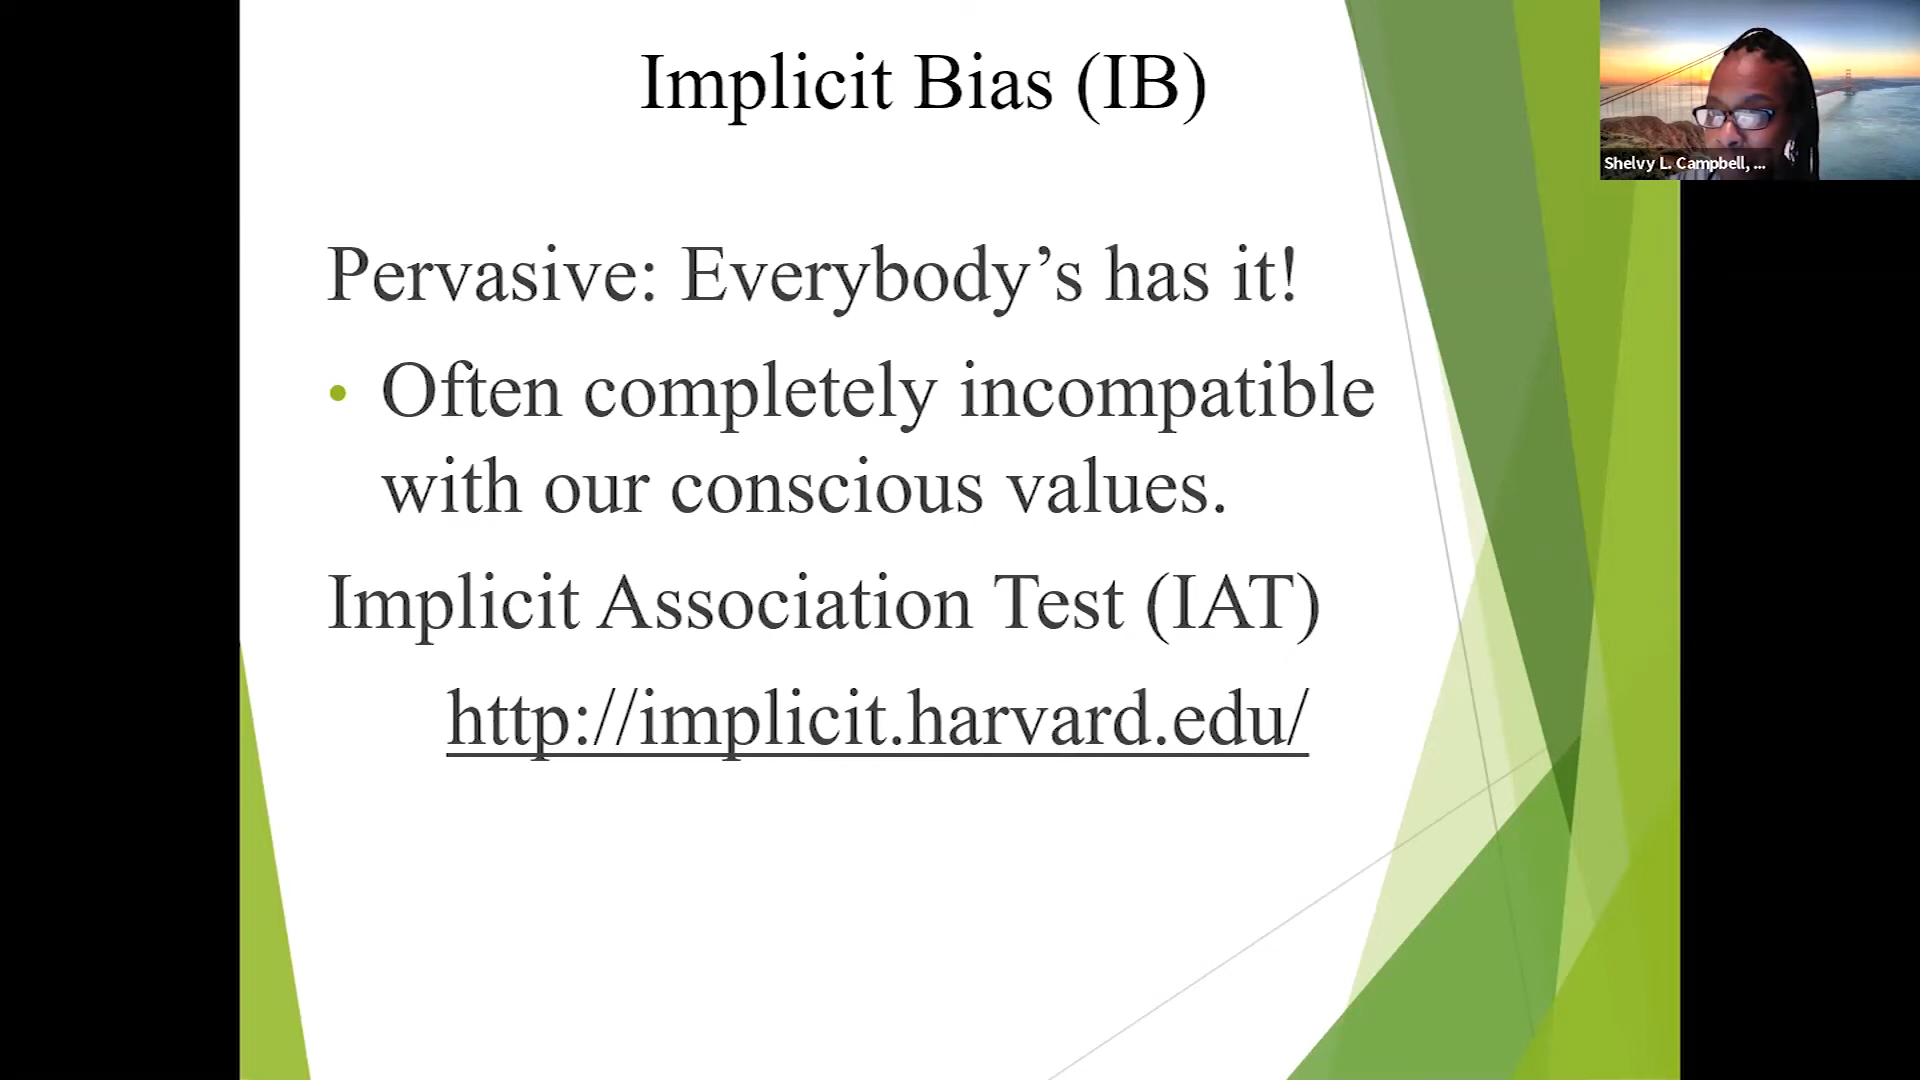 Implicit Bias (IB)
Shelvy L. Campbell, ...
Pervasive: Everybody’s has it!
• Often completely incompatible
with our conscious values.
Implicit Association Test (IAT)
http://implicit.harvard.edu/